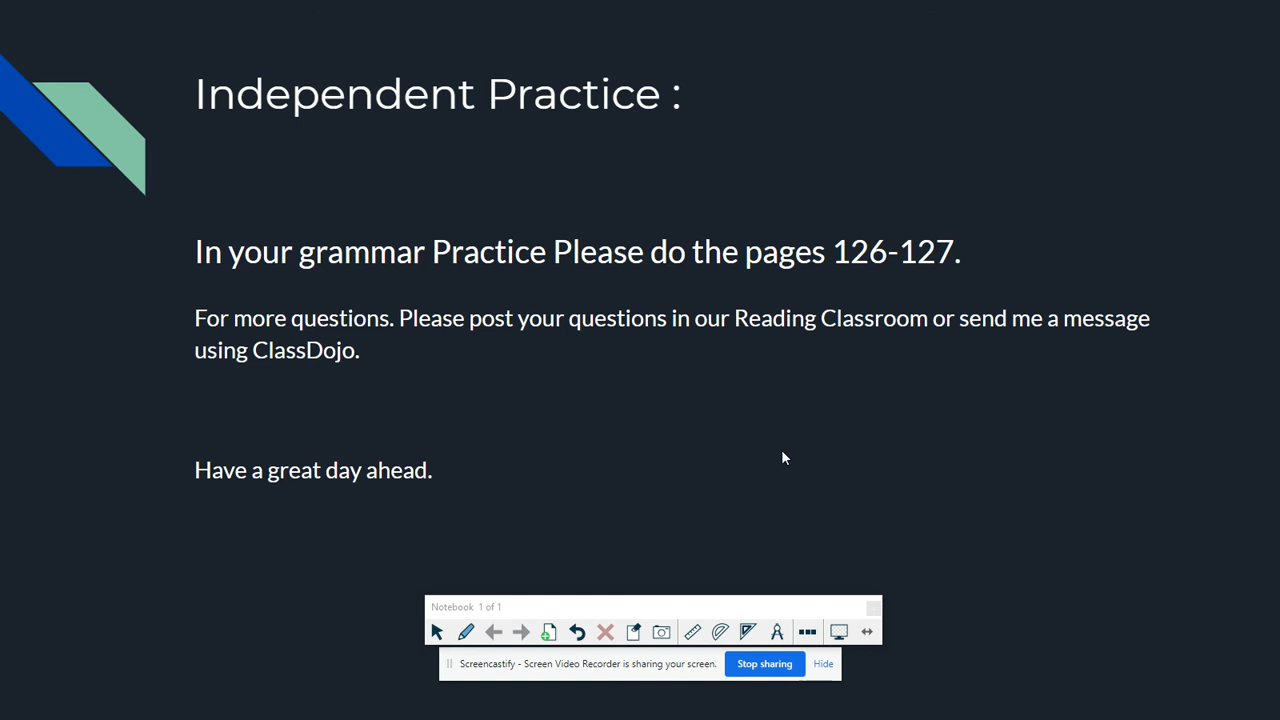 Independent Practice :
In your grammar Practice Please do the pages 126-127.
For more questions. Please post your questions in our Reading Classroom or send me a message
using ClassDojo.
Have a great day ahead.
Notebook 1 of 1
Screencastify - Screen Video Recorder is sharing your screen. Stop sharing Hide